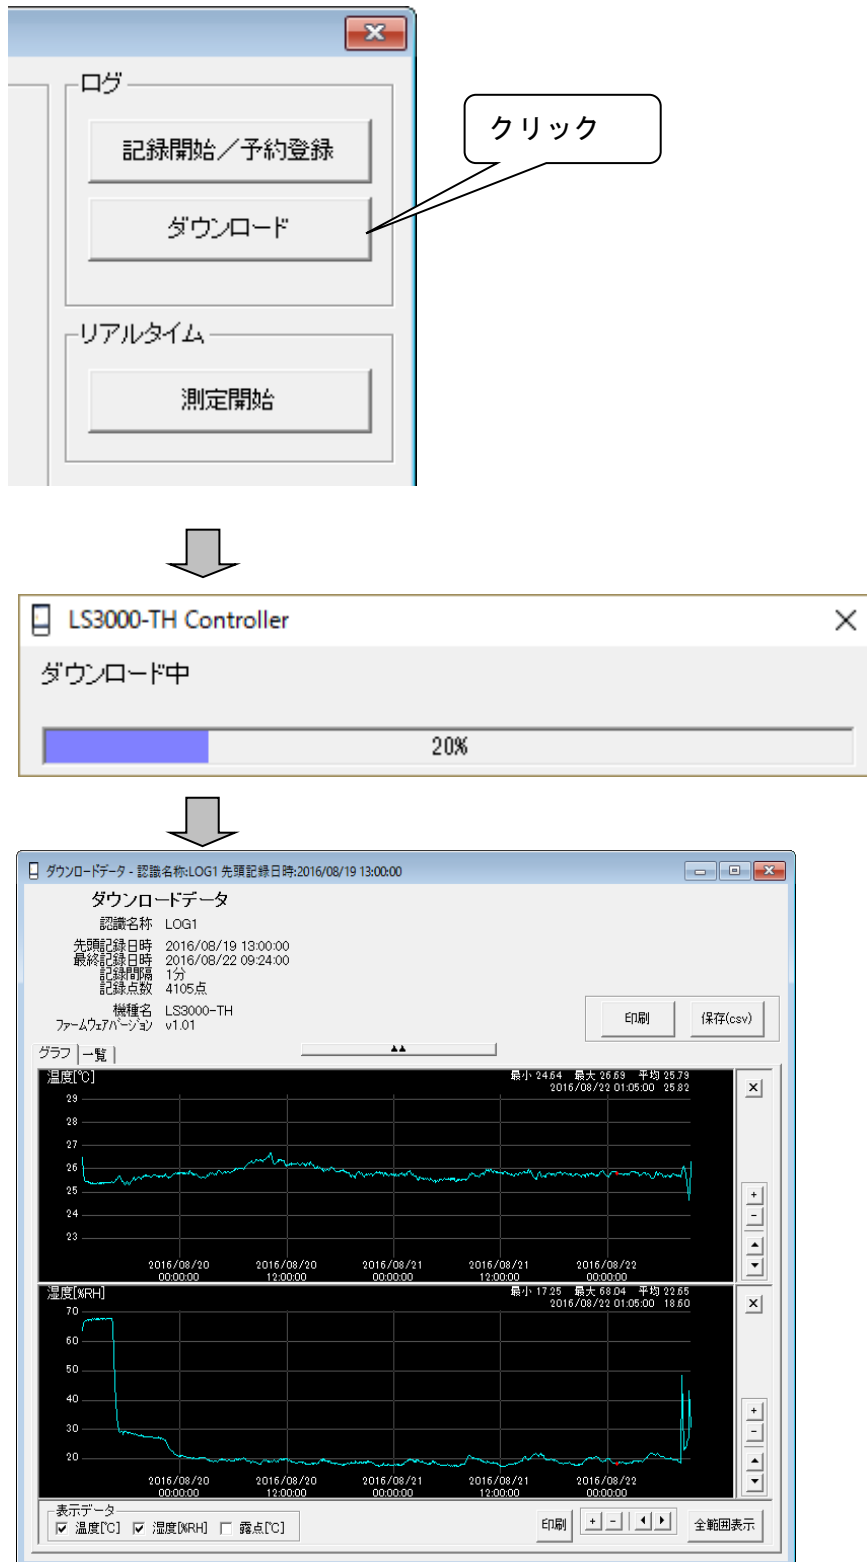 ログ
記録開始／予約登録
クリック
ダウンロード
リアルタイム
測定開始
LS3000-TH Controller
ダウンロード中
20%
ダウンロードデータ - 認識名称:LOG1 先頭記録日時:2016/08/19 13:00:00
ダウンロードデータ
認識名称 LOG1
先頭記録日時 2016/08/19 13:00:00
最終記録日時 2016/08/22 09:24:00
記録間隔 1分
記録点数 4105点
機種名 LS3000-TH
ファームウェアバージョン v1.01
印刷 保存(csv)
グラフ 一覧
温度[℃] 最小 24.64 最大 26.69 平均 25.79
2016/08/22 01:05:00 25.82
29
28
27
26
25
24
23
2016/08/20 2016/08/20 2016/08/21 2016/08/21 2016/08/22
00:00:00 12:00:00 00:00:00 12:00:00 00:00:00
湿度[%RH] 最小 17.25 最大 68.04 平均 22.65
2016/08/22 01:05:00 18.60
70
60
50
40
30
20
2016/08/20 2016/08/20 2016/08/21 2016/08/21 2016/08/22
00:00:00 12:00:00 00:00:00 12:00:00 00:00:00
表示データ
温度[℃] 湿度[%RH] 露点[℃] 印刷 + - 全範囲表示